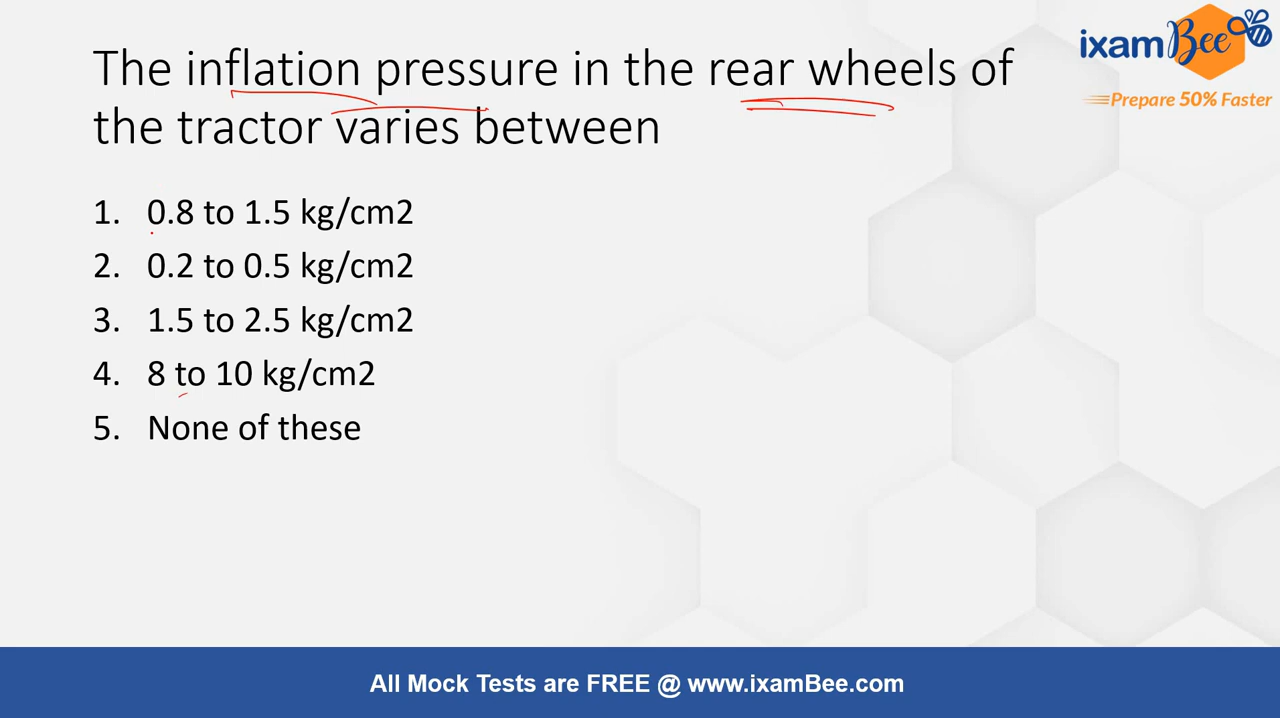 ixamBee
Prepare 50% Faster
The inflation pressure in the rear wheels of
the tractor varies between
1. 0.8 to 1.5 kg/cm2
2. 0.2 to 0.5 kg/cm2
3. 1.5 to 2.5 kg/cm2
4. 8 to 10 kg/cm2
5. None of these
All Mock Tests are FREE @ www.ixamBee.com